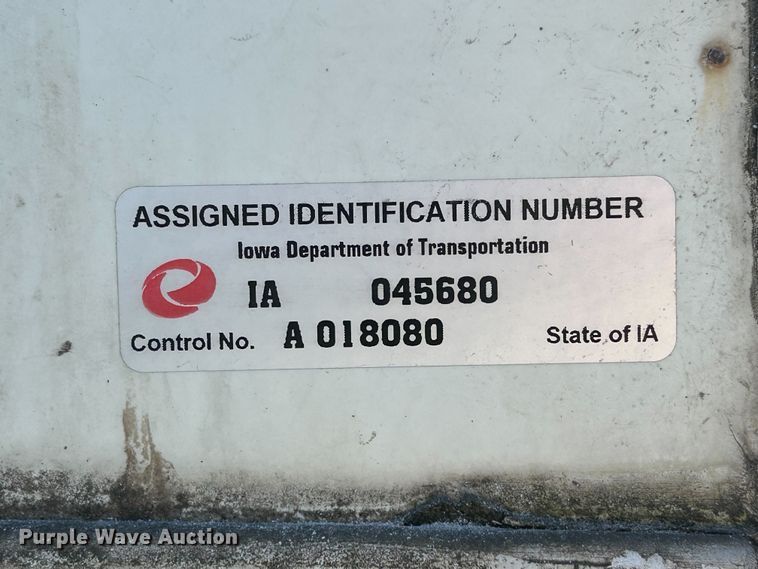 ASSIGNED IDENTIFICATION NUMBER
Iowa Department of Transportation
IA 045680
Control No. A 018080 State of IA
Purple Wave Auction®